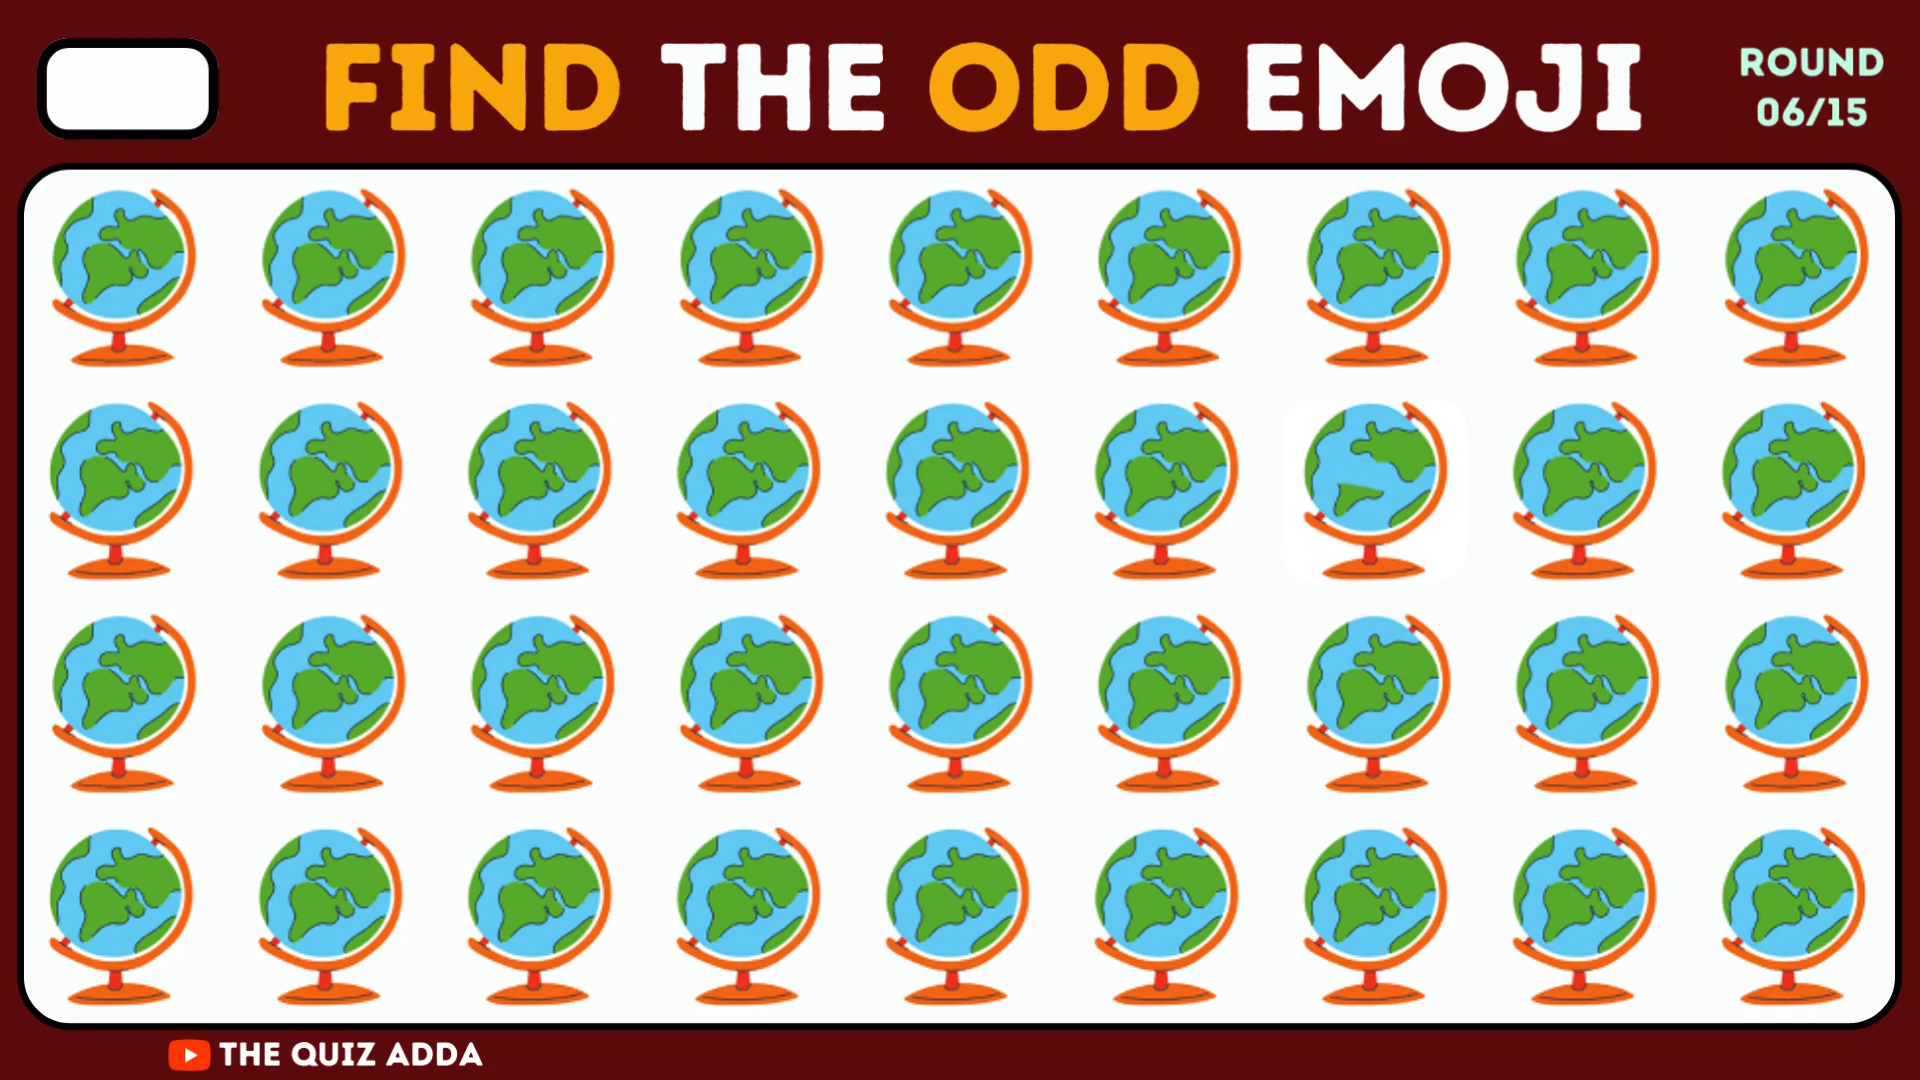 FIND THE ODD EMOJI
ROUND
06/15
THE QUIZ ADDA